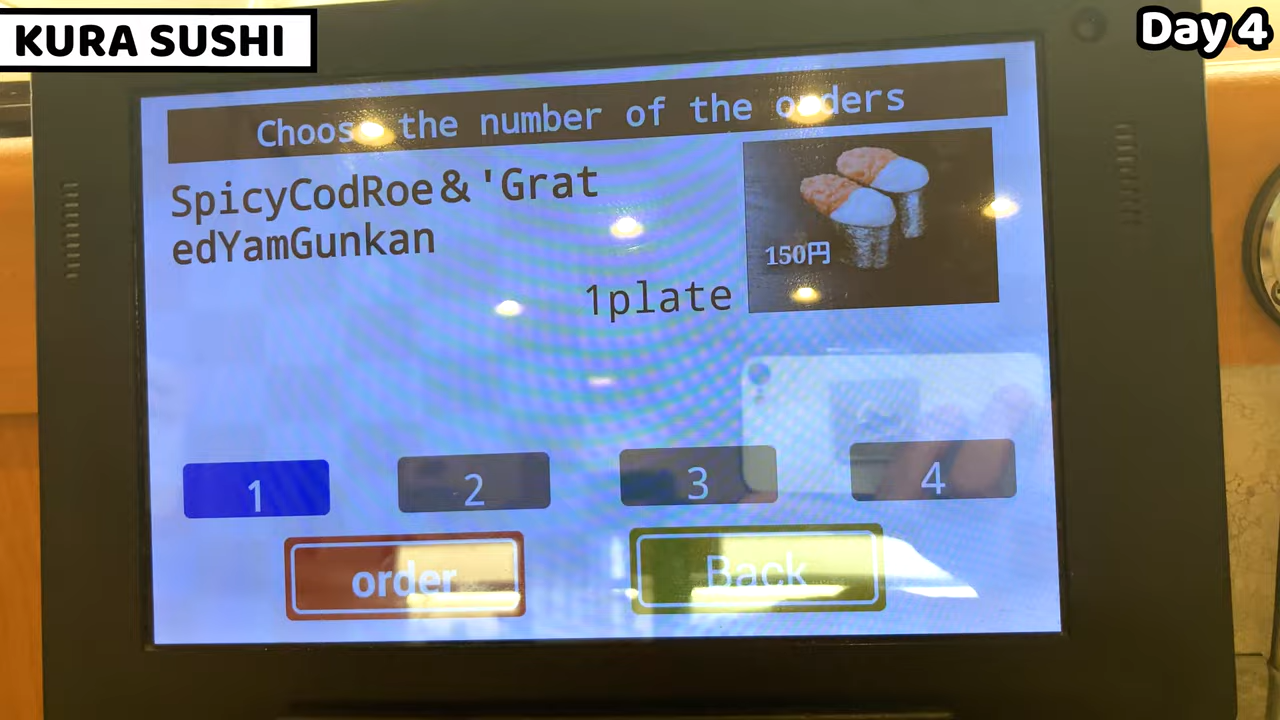 KURA SUSHI
Day 4
Choose the number of the orders
SpicyCodRoe&'Grat
edYamGunkan
150円
1plate
1
2
3
4
order
Back